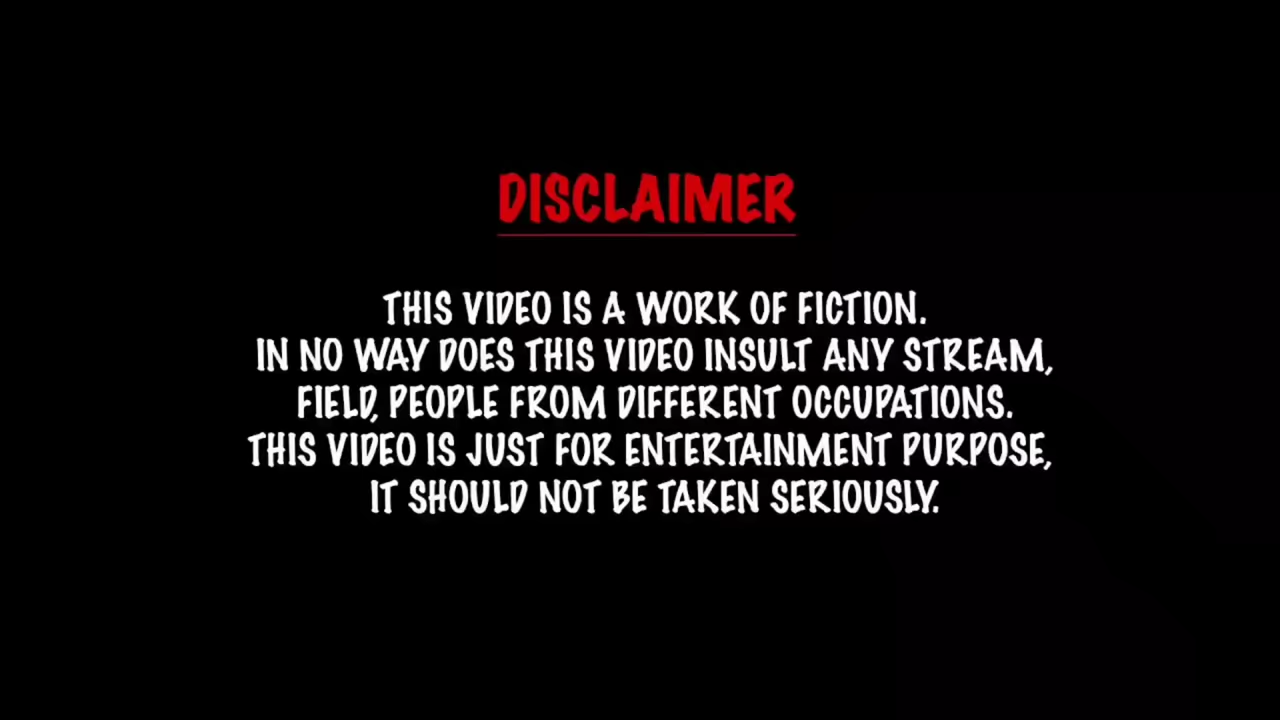 DISCLAIMER
THIS VIDEO IS A WORK OF FICTION.
IN NO WAY DOES THIS VIDEO INSULT ANY STREAM,
FIELD, PEOPLE FROM DIFFERENT OCCUPATIONS.
THIS VIDEO IS JUST FOR ENTERTAINMENT PURPOSE,
IT SHOULD NOT BE TAKEN SERIOUSLY.